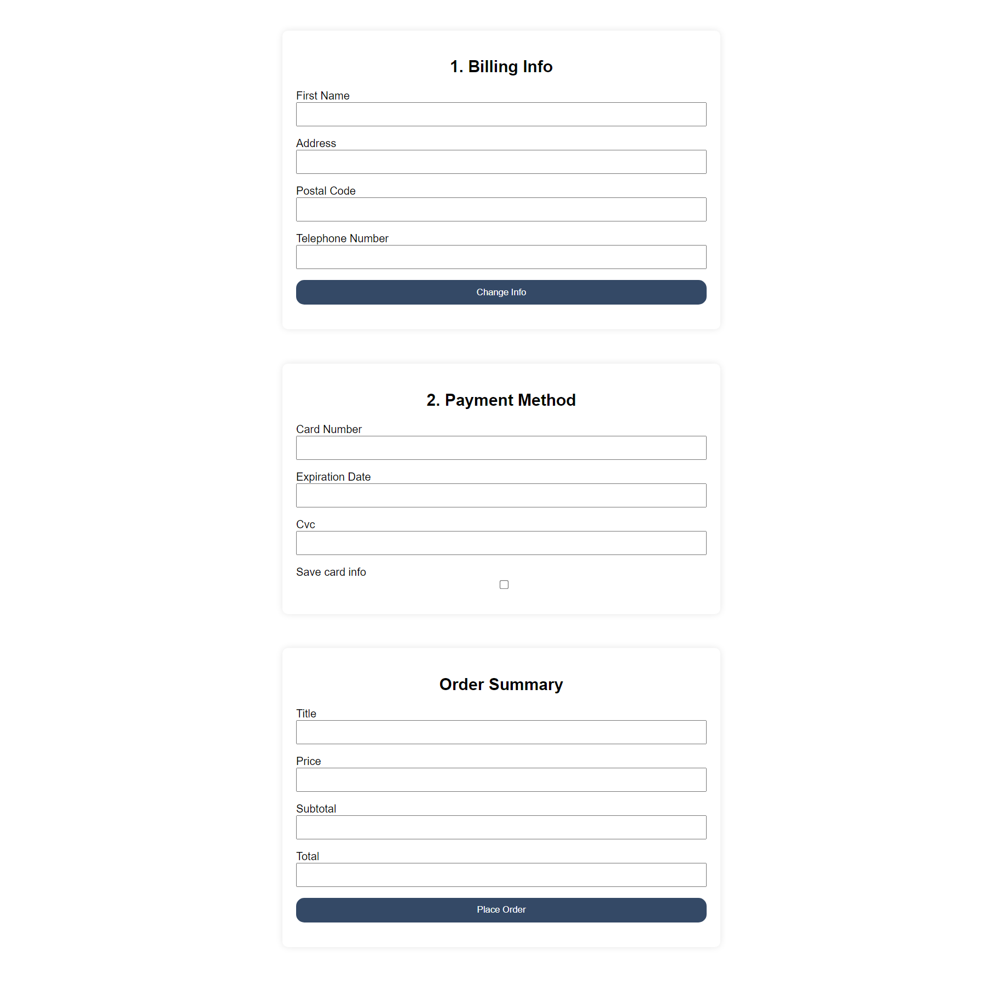 1. Billing Info
First Name
Address
Postal Code
Telephone Number
Change Info
2. Payment Method
Card Number
Expiration Date
Cvc
Save card info
Order Summary
Title
Price
Subtotal
Total
Place Order